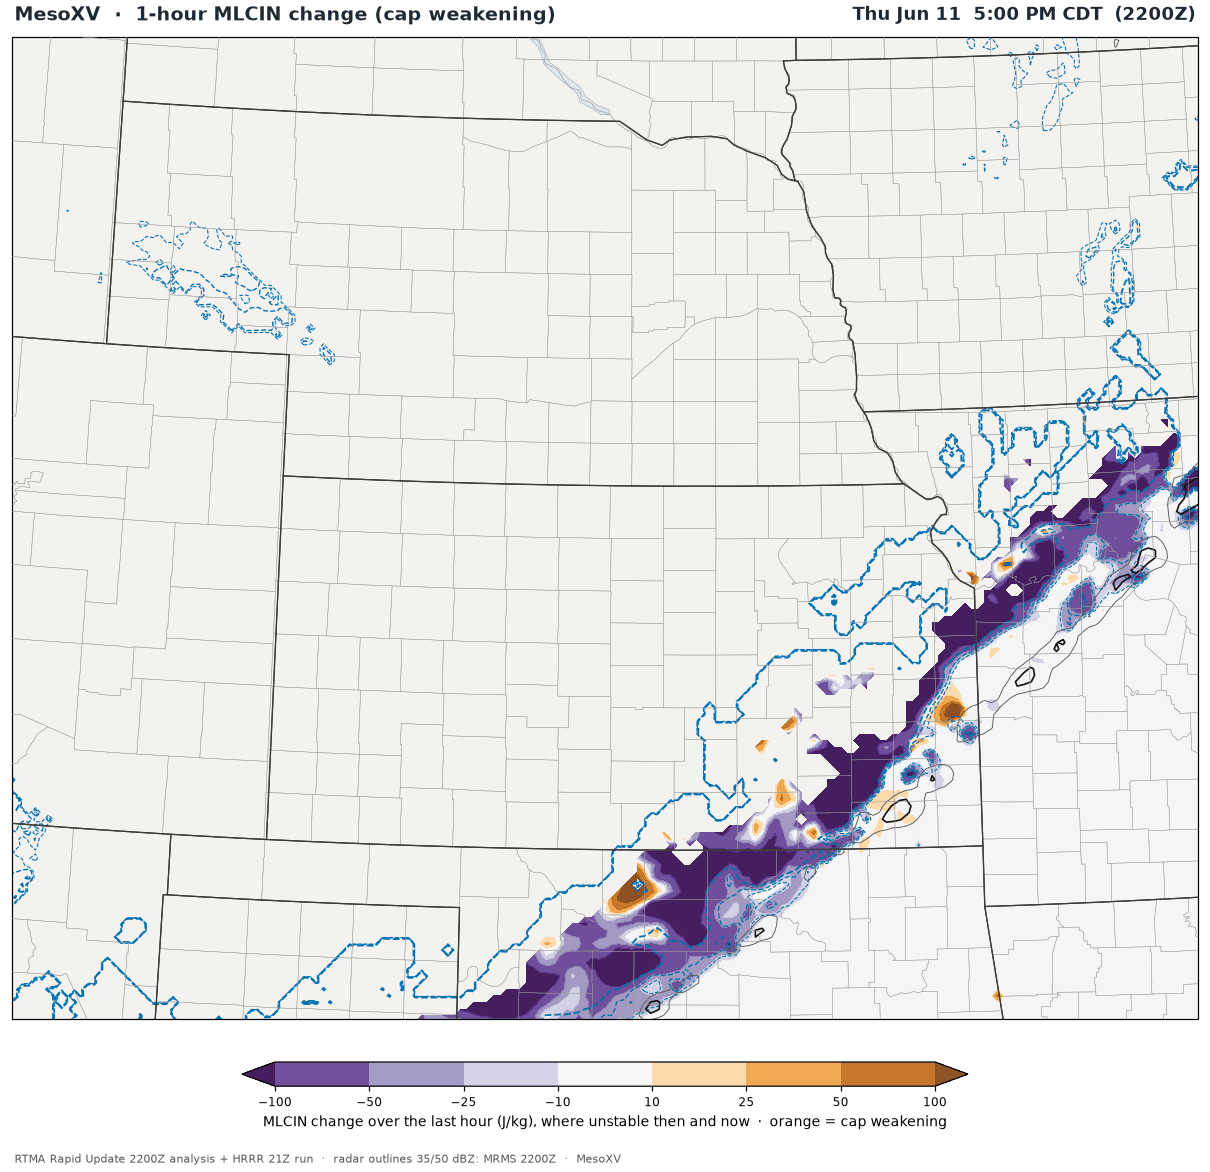 MesoXV · 1-hour MLCIN change (cap weakening)
Thu Jun 11 5:00 PM CDT (2200Z)
−100 −50 −25 −10 10 25 50 100
MLCIN change over the last hour (J/kg), where unstable then and now · orange = cap weakening
RTMA Rapid Update 2200Z analysis + HRRR 21Z run · radar outlines 35/50 dBZ: MRMS 2200Z · MesoXV